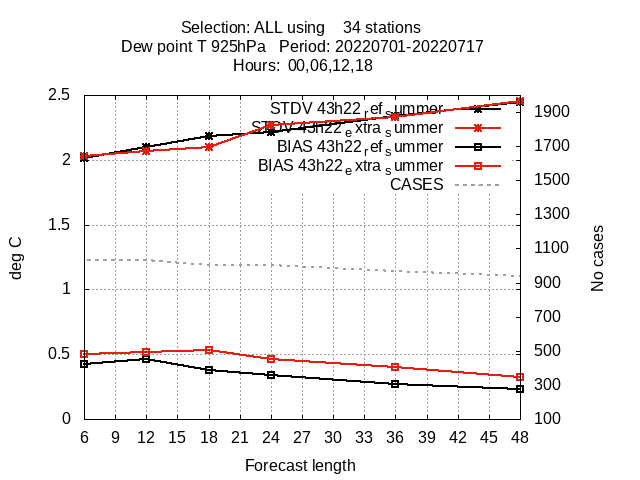 Selection: ALL using 34 stations
Dew point T 925hPa Period: 20220701-20220717
Hours: 00,06,12,18
STDV 43h22_ref_summer
STDV 43h22_extra_summer
BIAS 43h22_ref_summer
BIAS 43h22_extra_summer
CASES
deg C
2.5
2
1.5
1
0.5
0
No cases
1900
1700
1500
1300
1100
900
700
500
300
100
6 9 12 15 18 21 24 27 30 33 36 39 42 45 48
Forecast length